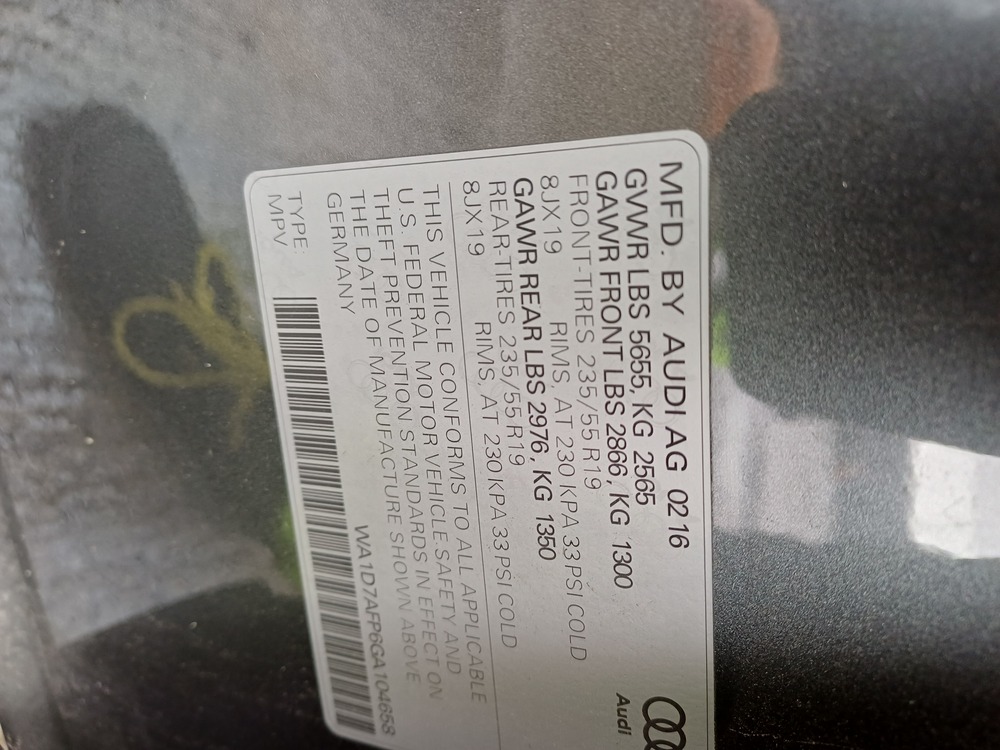 MFD. BY AUDI AG 02 16
GVWR LBS 5655, KG 2565
GAWR FRONT LBS 2866, KG 1300
FRONT-TIRES 235/55 R19
8JX19 RIMS, AT 230 KPA 33 PSI COLD
GAWR REAR LBS 2976, KG 1350
REAR-TIRES 235/55 R19
8JX19 RIMS, AT 230 KPA 33 PSI COLD
Audi
THIS VEHICLE CONFORMS TO ALL APPLICABLE
U.S. FEDERAL MOTOR VEHICLE SAFETY AND
THEFT PREVENTION STANDARDS IN EFFECT ON
THE DATE OF MANUFACTURE SHOWN ABOVE
GERMANY WA1D7AFP6GA104658
TYPE:
MPV